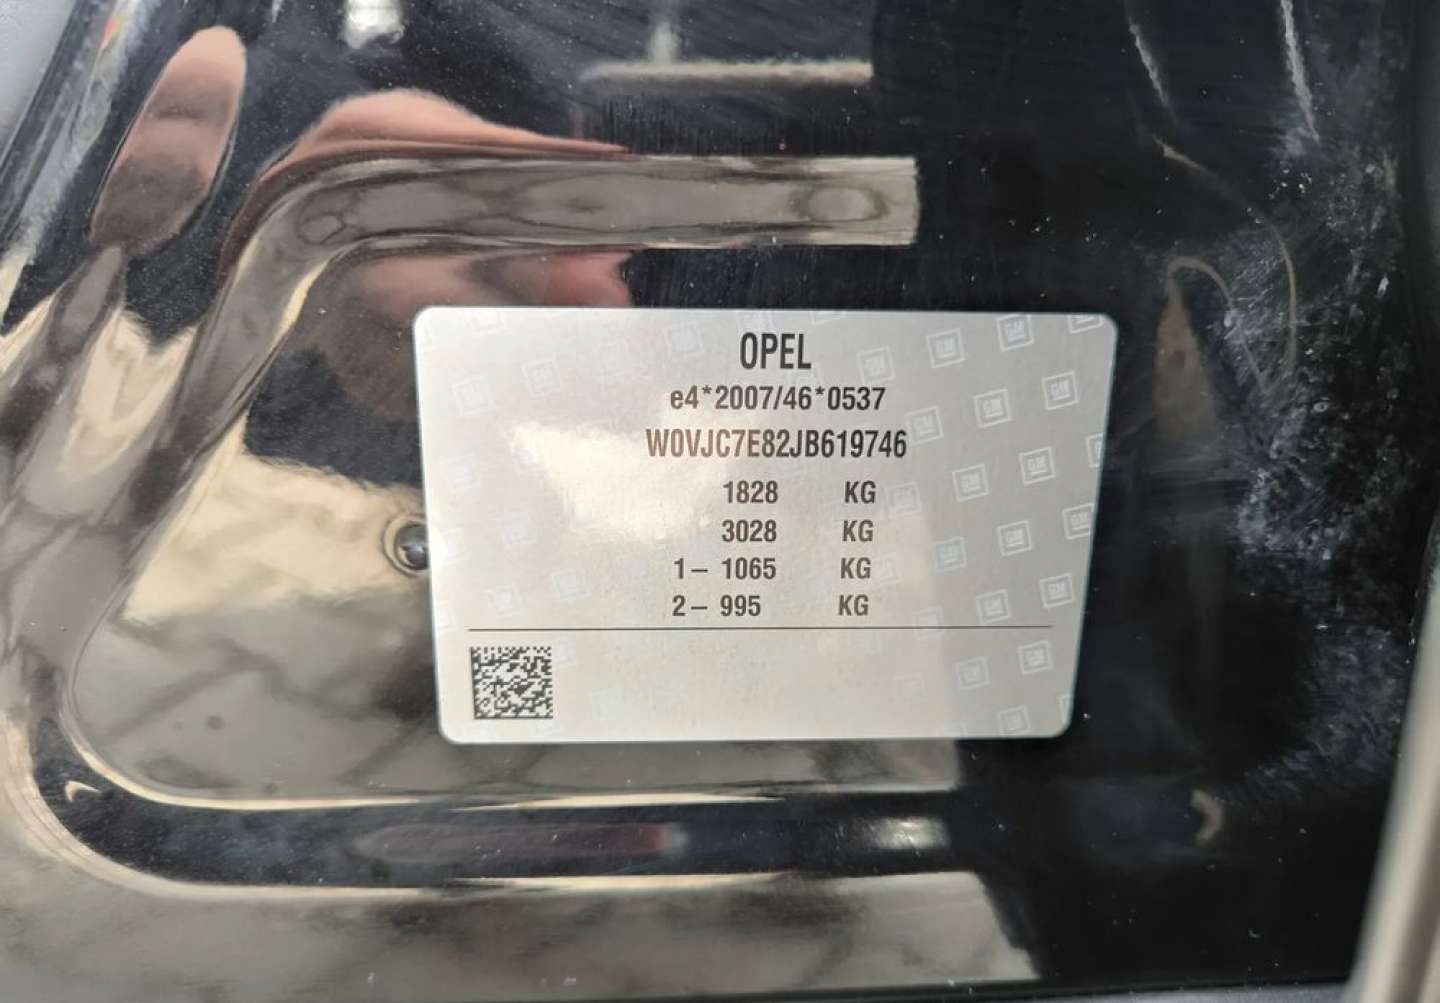 OPEL
e4*2007/46*0537
W0VJC7E82JB619746
1828 KG
3028 KG
1– 1065 KG
2– 995 KG